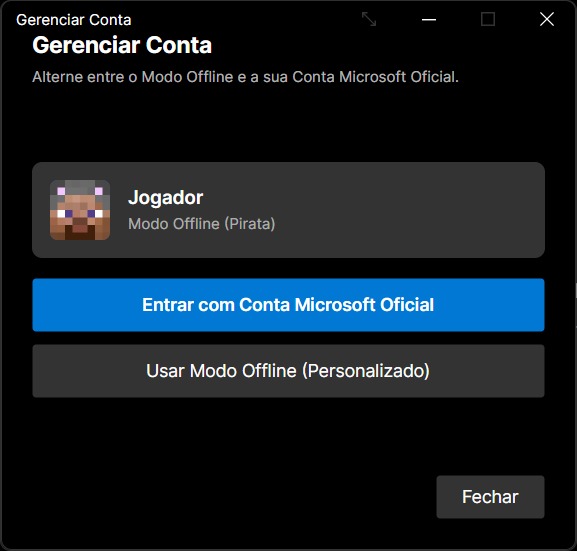 Gerenciar Conta
Gerenciar Conta
Alterne entre o Modo Offline e a sua Conta Microsoft Oficial.
Jogador
Modo Offline (Pirata)
Entrar com Conta Microsoft Oficial
Usar Modo Offline (Personalizado)
Fechar